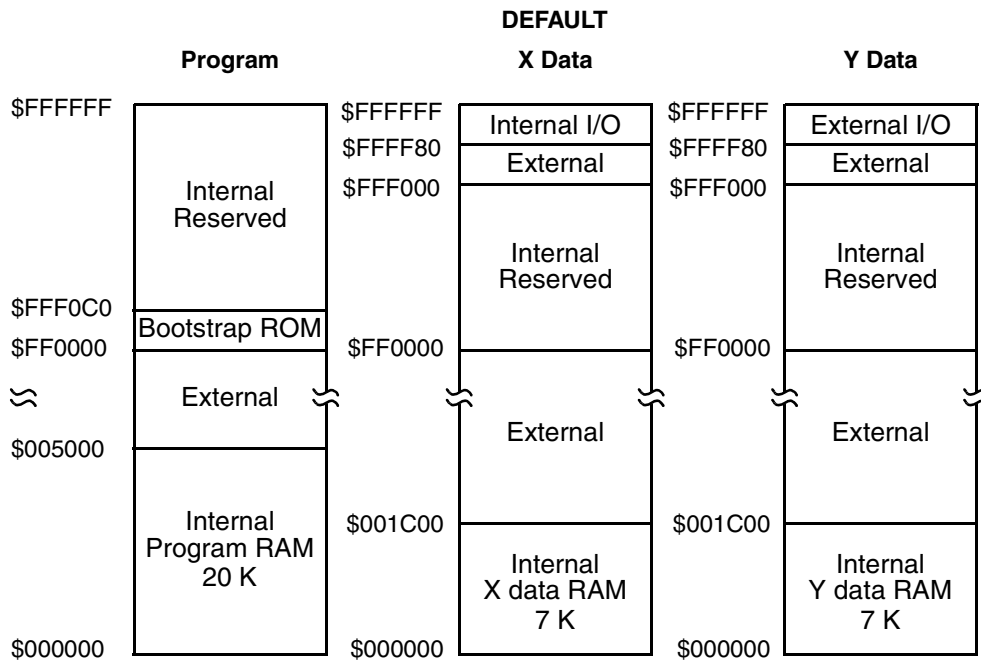 DEFAULT
Program
X Data
Y Data
$FFFFFF
Internal
Reserved
$FFF0C0
Bootstrap ROM
$FF0000
External
$005000
Internal
Program RAM
20 K
$000000
$FFFFFF
Internal I/O
$FFFF80
External
$FFF000
Internal
Reserved
$FF0000
External
$001C00
Internal
X data RAM
7 K
$000000
$FFFFFF
External I/O
$FFFF80
External
$FFF000
Internal
Reserved
$FF0000
External
$001C00
Internal
Y data RAM
7 K
$000000